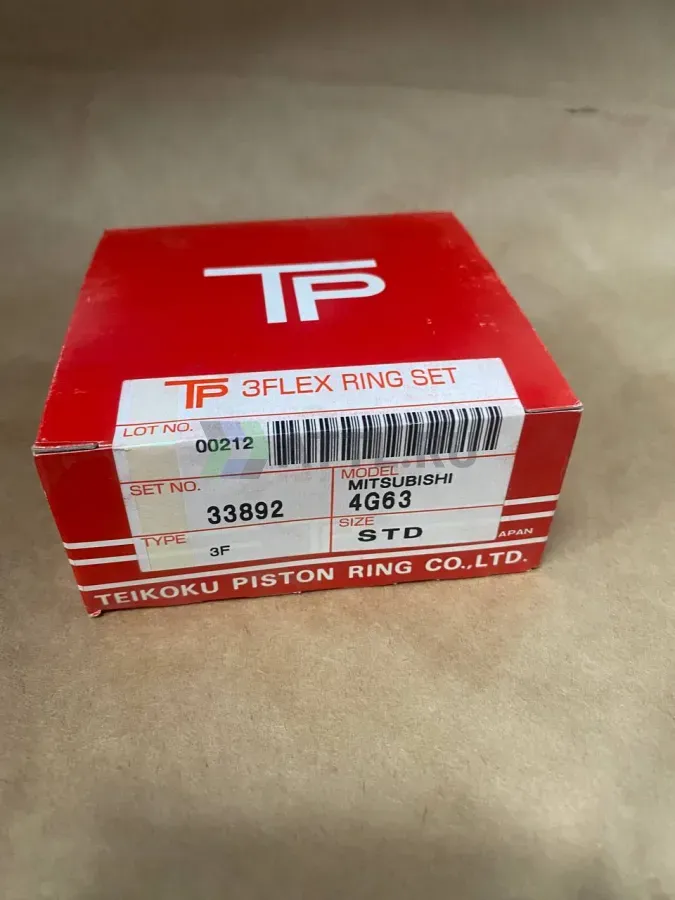 TP
TP 3FLEX RING SET
LOT NO. 00212
SET NO. 33892
MODEL MITSUBISHI 4G63
TYPE 3F
SIZE STD
JAPAN
TEIKOKU PISTON RING CO.,LTD.